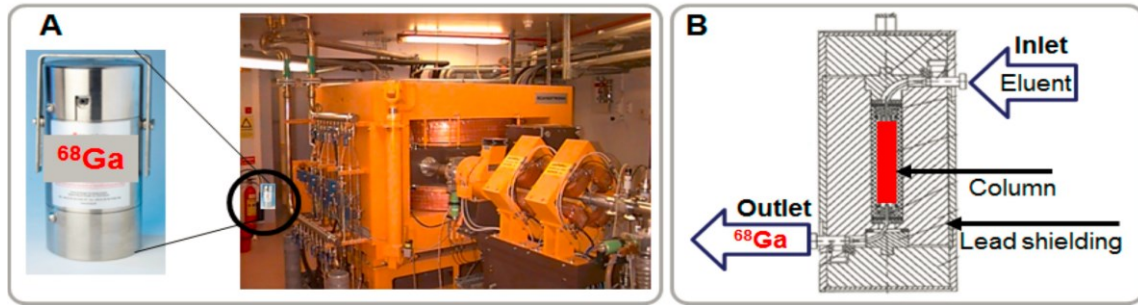 A
⁶⁸Ga
B
Inlet
Eluent
Column
Outlet
⁶⁸Ga
Lead shielding